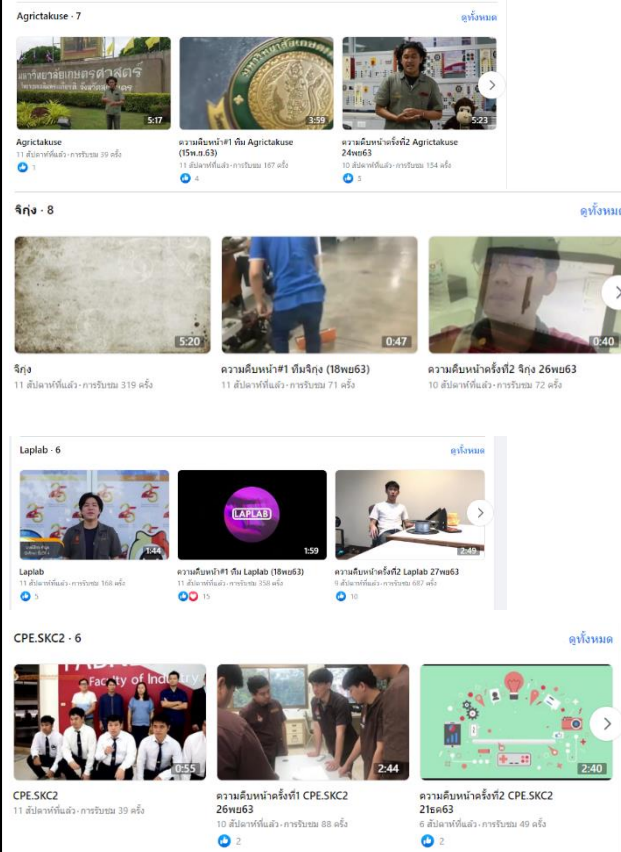 Agrictakuse · 7
ดูทั้งหมด
มหาวิทยาลัยเกษตรศาสตร์
5:17
3:59
5:23
Agrictakuse
11 สัปดาห์ที่แล้ว · การรับชม 39 ครั้ง
1
ความคืบหน้า#1 ทีม Agrictakuse
(15พ.ย.63)
11 สัปดาห์ที่แล้ว · การรับชม 167 ครั้ง
4
ความคืบหน้าครั้งที่2 Agrictakuse
24พย63
10 สัปดาห์ที่แล้ว · การรับชม 154 ครั้ง
3
จิกุ่ง · 8
ดูทั้งหมด
5:20
0:47
0:40
จิกุ่ง
11 สัปดาห์ที่แล้ว · การรับชม 319 ครั้ง
ความคืบหน้า#1 ทีมจิกุ่ง (18พย63)
11 สัปดาห์ที่แล้ว · การรับชม 71 ครั้ง
ความคืบหน้าครั้งที่2 จิกุ่ง 26พย63
10 สัปดาห์ที่แล้ว · การรับชม 72 ครั้ง
Laplab · 6
ดูทั้งหมด
1:44
LAPLAB
1:59
2:49
Laplab
11 สัปดาห์ที่แล้ว · การรับชม 168 ครั้ง
5
ความคืบหน้า#1 ทีม Laplab (18พย63)
11 สัปดาห์ที่แล้ว · การรับชม 358 ครั้ง
15
ความคืบหน้าครั้งที่2 Laplab 27พย63
9 สัปดาห์ที่แล้ว · การรับชม 687 ครั้ง
10
CPE.SKC2 · 6
ดูทั้งหมด
Faculty of Industry
0:55
2:44
2:40
CPE.SKC2
11 สัปดาห์ที่แล้ว · การรับชม 39 ครั้ง
ความคืบหน้าครั้งที่1 CPE.SKC2
26พย63
10 สัปดาห์ที่แล้ว · การรับชม 88 ครั้ง
2
ความคืบหน้าครั้งที่2 CPE.SKC2
21ธค63
6 สัปดาห์ที่แล้ว · การรับชม 49 ครั้ง
2